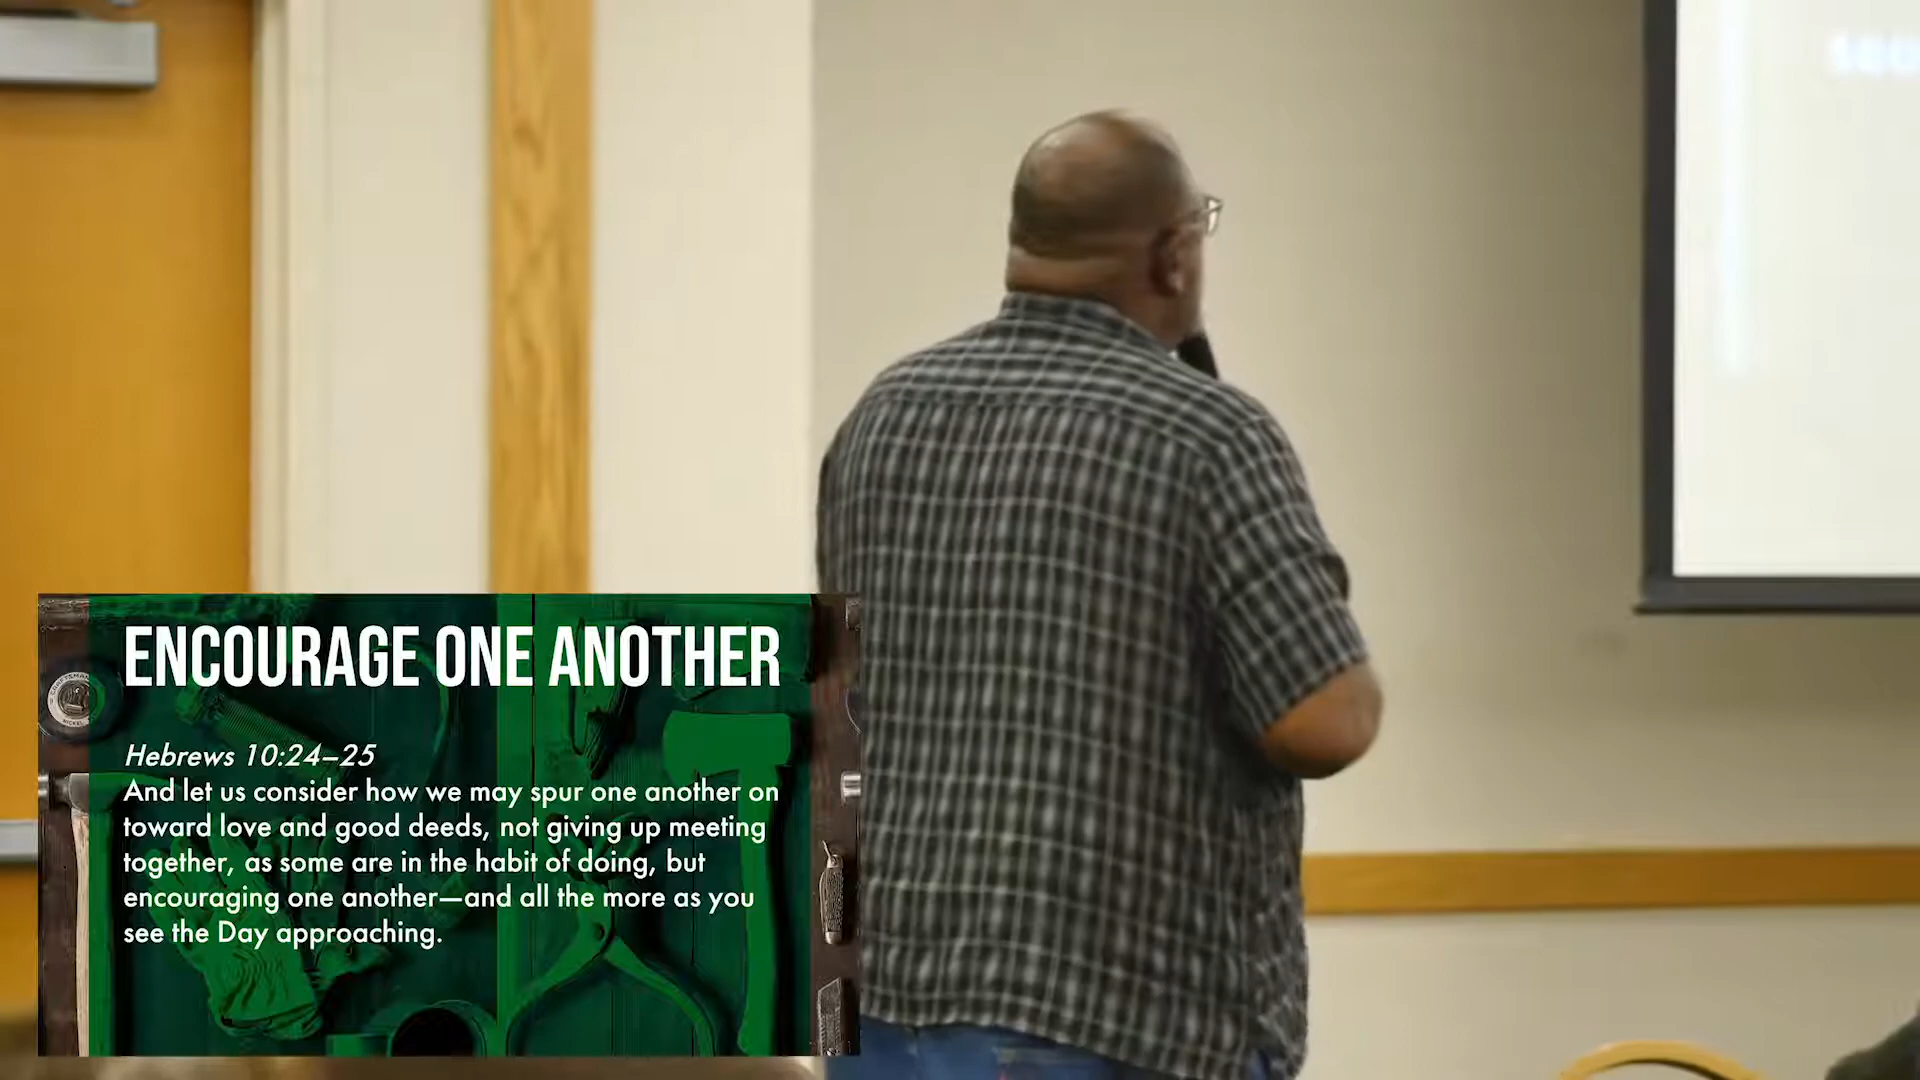 ENCOURAGE ONE ANOTHER
Hebrews 10:24–25
And let us consider how we may spur one another on
toward love and good deeds, not giving up meeting
together, as some are in the habit of doing, but
encouraging one another—and all the more as you
see the Day approaching.